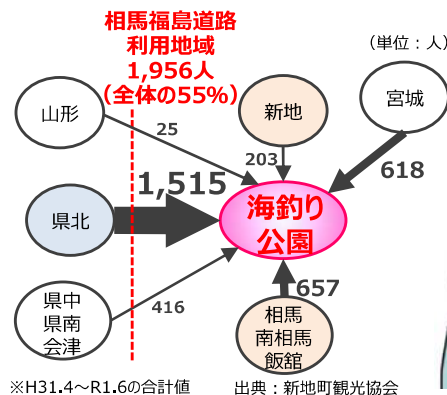 相馬福島道路
利用地域
1,956人
（全体の55%）
（単位：人）
山形
新地
宮城
25
203
618
県北
1,515
海釣り
公園
県中
県南
会津
416
657
相馬
南相馬
飯舘
※H31.4～R1.6の合計値
出典：新地町観光協会